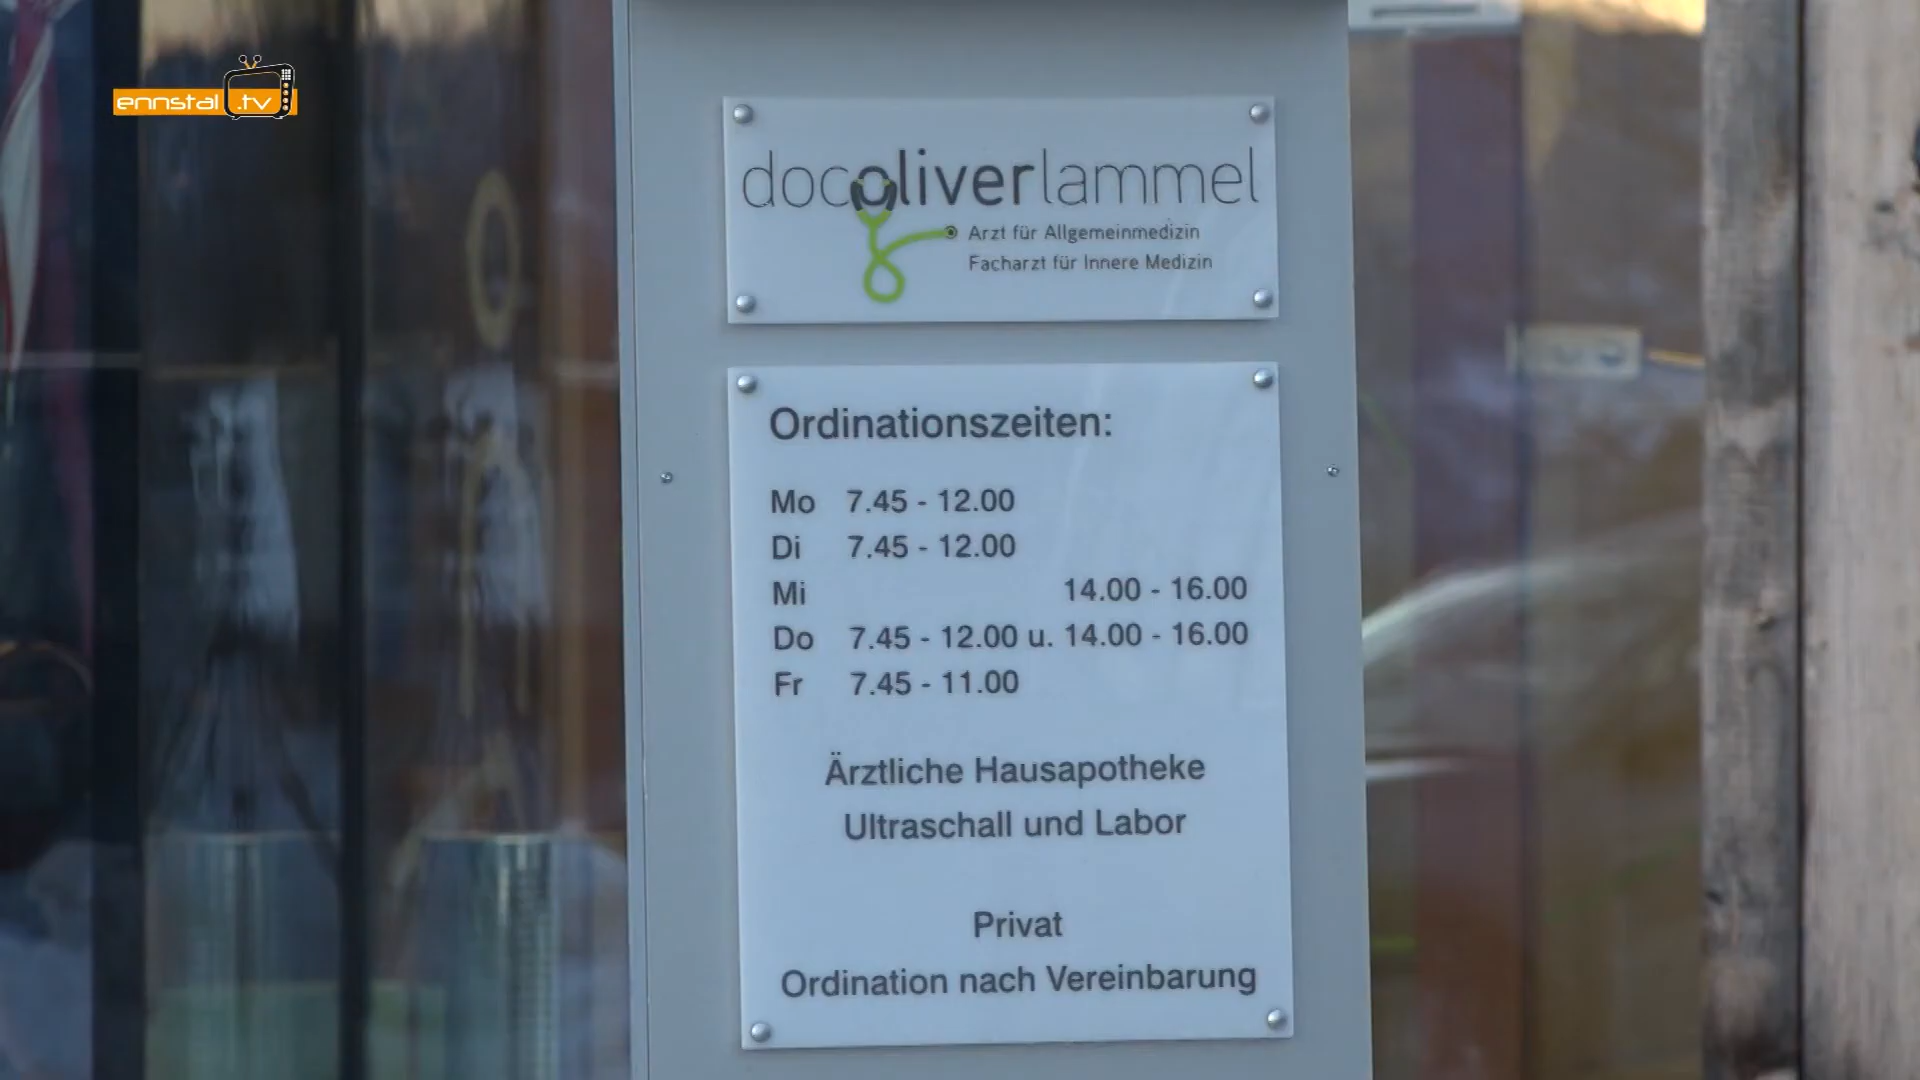 ennstal.tv
docoliverlammel
Arzt für Allgemeinmedizin
Facharzt für Innere Medizin
Ordinationszeiten:
Mo 7.45 - 12.00
Di 7.45 - 12.00
Mi 14.00 - 16.00
Do 7.45 - 12.00 u. 14.00 - 16.00
Fr 7.45 - 11.00
Ärztliche Hausapotheke
Ultraschall und Labor
Privat
Ordination nach Vereinbarung